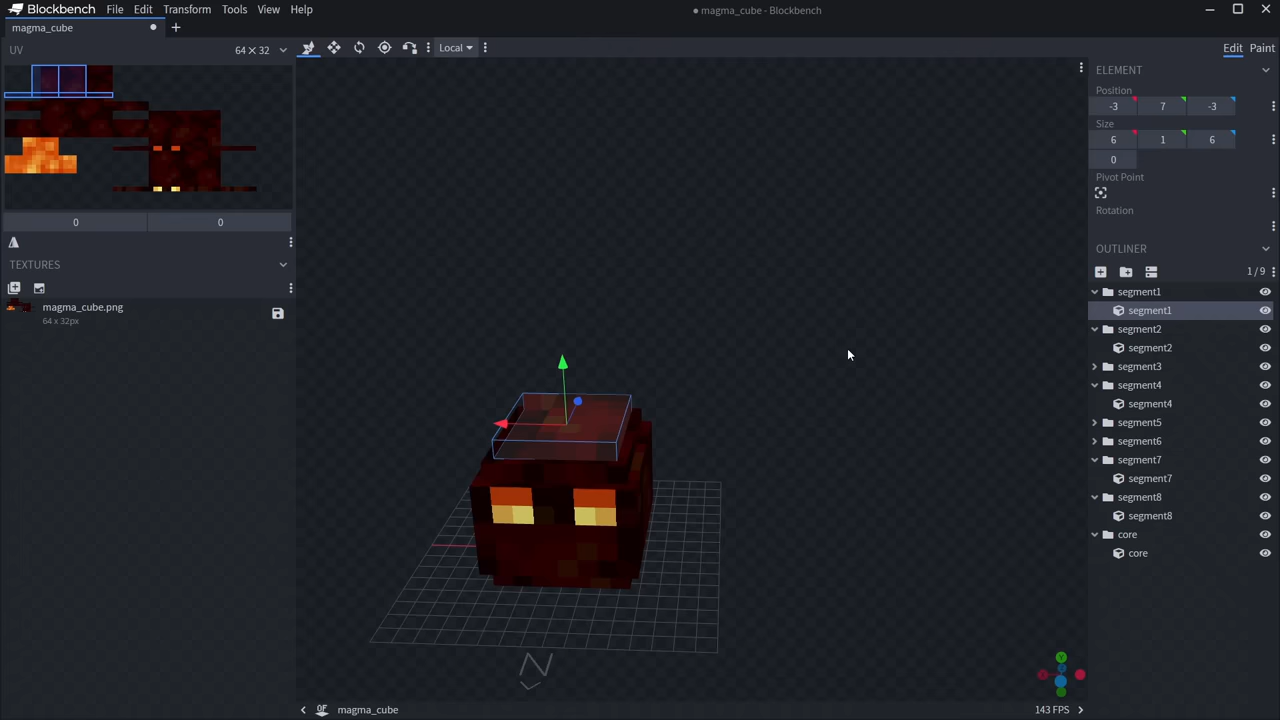 Blockbench File Edit Transform Tools View Help
● magma_cube - Blockbench
magma_cube ●
UV 64 × 32
0 0
TEXTURES
magma_cube.png
64 x 32px
Local
N
magma_cube
143 FPS
Edit Paint
ELEMENT
Position
-3 7 -3
Size
6 1 6
0
Pivot Point
Rotation
OUTLINER
1 / 9
segment1
segment1
segment2
segment2
segment3
segment4
segment4
segment5
segment6
segment7
segment7
segment8
segment8
core
core